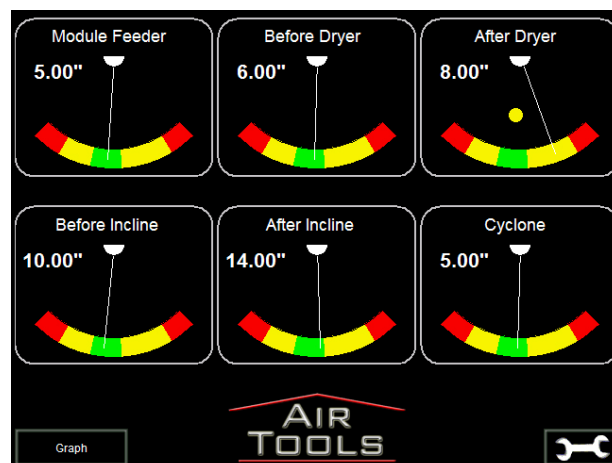 Module Feeder
5.00"
Before Dryer
6.00"
After Dryer
8.00"
Before Incline
10.00"
After Incline
14.00"
Cyclone
5.00"
Graph
AIR
TOOLS